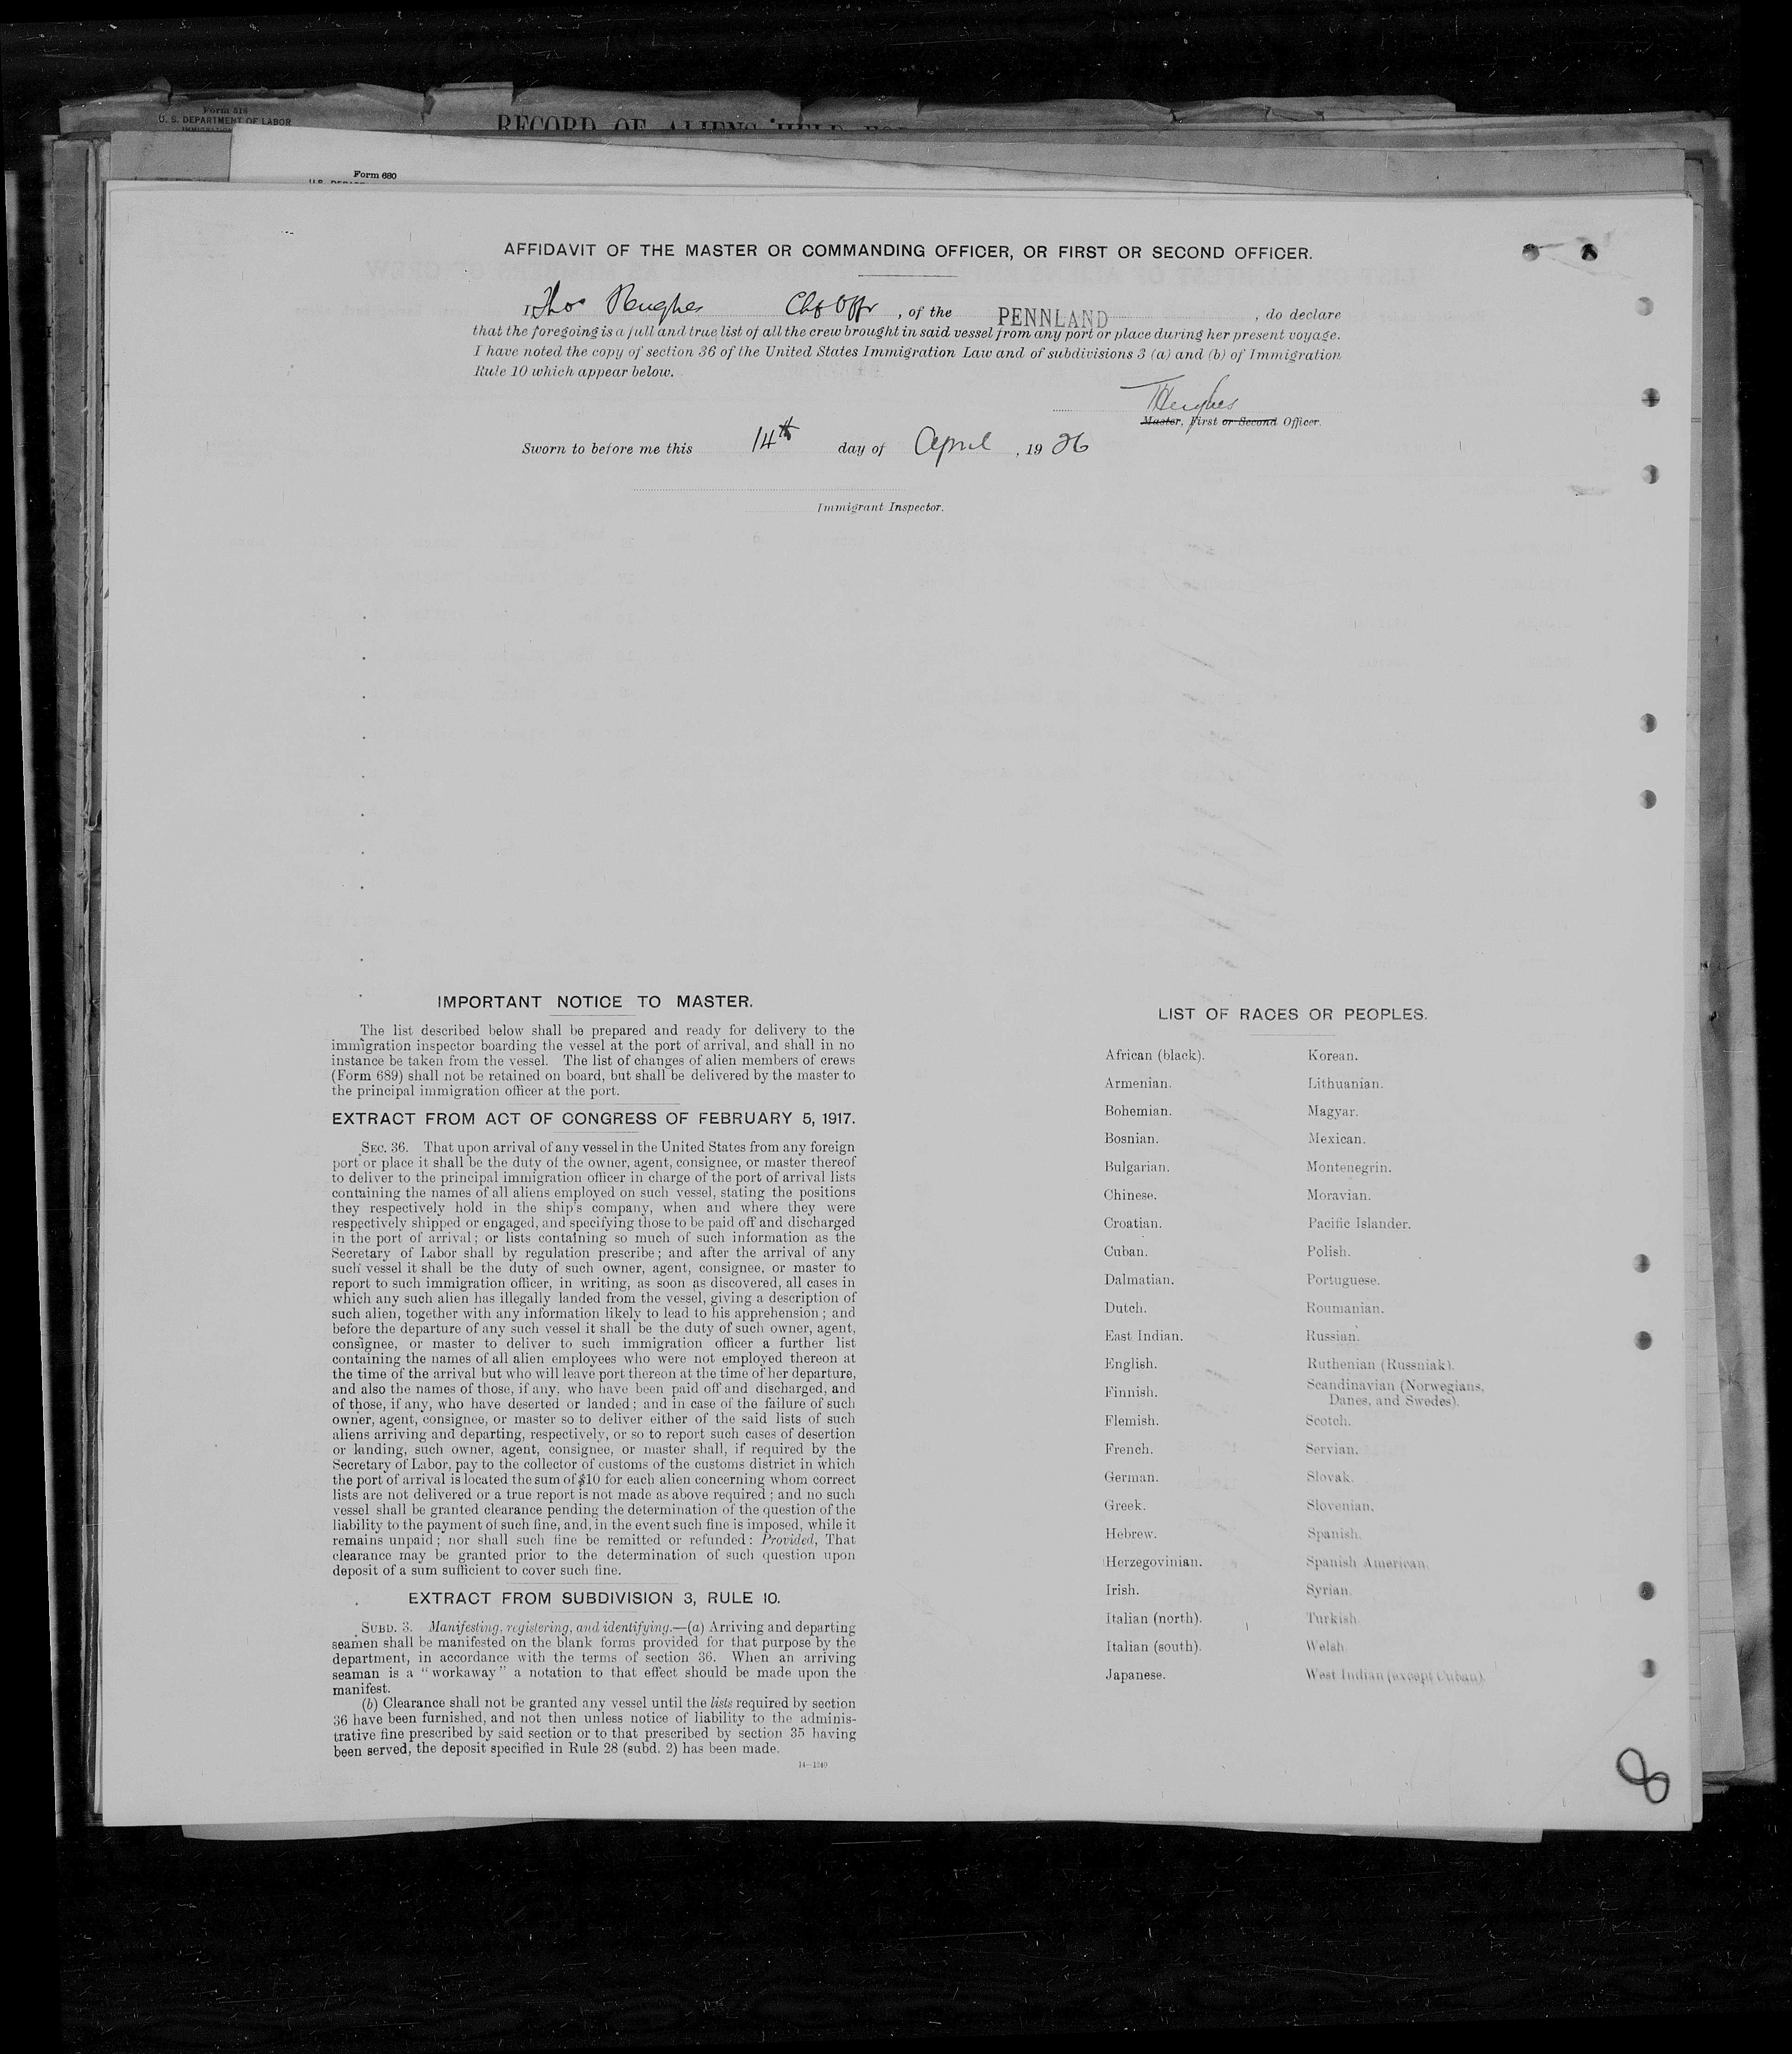 Form 514
U. S. DEPARTMENT OF LABOR
RECORD OF ALIENS HELD FOR
Form 680
AFFIDAVIT OF THE MASTER OR COMMANDING OFFICER, OR FIRST OR SECOND OFFICER.
I, Thos Hughes Chf Offr, of the PENNLAND, do declare
that the foregoing is a full and true list of all the crew brought in said vessel from any port or place during her present voyage.
I have noted the copy of section 36 of the United States Immigration Law and of subdivisions 3 (a) and (b) of Immigration
Rule 10 which appear below.
THughes
Master, First or Second Officer.
Sworn to before me this 14th day of April, 1926
Immigrant Inspector.
IMPORTANT NOTICE TO MASTER.
The list described below shall be prepared and ready for delivery to the
immigration inspector boarding the vessel at the port of arrival, and shall in no
instance be taken from the vessel. The list of changes of alien members of crews
(Form 689) shall not be retained on board, but shall be delivered by the master to
the principal immigration officer at the port.
EXTRACT FROM ACT OF CONGRESS OF FEBRUARY 5, 1917.
SEC. 36. That upon arrival of any vessel in the United States from any foreign
port or place it shall be the duty of the owner, agent, consignee, or master thereof
to deliver to the principal immigration officer in charge of the port of arrival lists
containing the names of all aliens employed on such vessel, stating the positions
they respectively hold in the ship's company, when and where they were
respectively shipped or engaged, and specifying those to be paid off and discharged
in the port of arrival; or lists containing so much of such information as the
Secretary of Labor shall by regulation prescribe; and after the arrival of any
such vessel it shall be the duty of such owner, agent, consignee, or master to
report to such immigration officer, in writing, as soon as discovered, all cases in
which any such alien has illegally landed from the vessel, giving a description of
such alien, together with any information likely to lead to his apprehension; and
before the departure of any such vessel it shall be the duty of such owner, agent,
consignee, or master to deliver to such immigration officer a further list
containing the names of all alien employees who were not employed thereon at
the time of the arrival but who will leave port thereon at the time of her departure,
and also the names of those, if any, who have been paid off and discharged, and
of those, if any, who have deserted or landed; and in case of the failure of such
owner, agent, consignee, or master so to deliver either of the said lists of such
aliens arriving and departing, respectively, or so to report such cases of desertion
or landing, such owner, agent, consignee, or master shall, if required by the
Secretary of Labor, pay to the collector of customs of the customs district in which
the port of arrival is located the sum of $10 for each alien concerning whom correct
lists are not delivered or a true report is not made as above required; and no such
vessel shall be granted clearance pending the determination of the question of the
liability to the payment of such fine, and, in the event such fine is imposed, while it
remains unpaid; nor shall such fine be remitted or refunded: Provided, That
clearance may be granted prior to the determination of such question upon
deposit of a sum sufficient to cover such fine.
EXTRACT FROM SUBDIVISION 3, RULE 10.
SUBD. 3. Manifesting, registering, and identifying.—(a) Arriving and departing
seamen shall be manifested on the blank forms provided for that purpose by the
department, in accordance with the terms of section 36. When an arriving
seaman is a "workaway" a notation to that effect should be made upon the
manifest.
(b) Clearance shall not be granted any vessel until the lists required by section
36 have been furnished, and not then unless notice of liability to the adminis-
trative fine prescribed by said section or to that prescribed by section 35 having
been served, the deposit specified in Rule 28 (subd. 2) has been made.
14—1340
LIST OF RACES OR PEOPLES.
African (black).
Armenian.
Bohemian.
Bosnian.
Bulgarian.
Chinese.
Croatian.
Cuban.
Dalmatian.
Dutch.
East Indian.
English.
Finnish.
Flemish.
French.
German.
Greek.
Hebrew.
Herzegovinian.
Irish.
Italian (north).
Italian (south).
Japanese.
Korean.
Lithuanian.
Magyar.
Mexican.
Montenegrin.
Moravian.
Pacific Islander.
Polish.
Portuguese.
Roumanian.
Russian.
Ruthenian (Russniak).
Scandinavian (Norwegians,
Danes, and Swedes).
Scotch.
Servian.
Slovak.
Slovenian.
Spanish.
Spanish American.
Syrian.
Turkish.
Welsh.
West Indian (except Cuban).
8